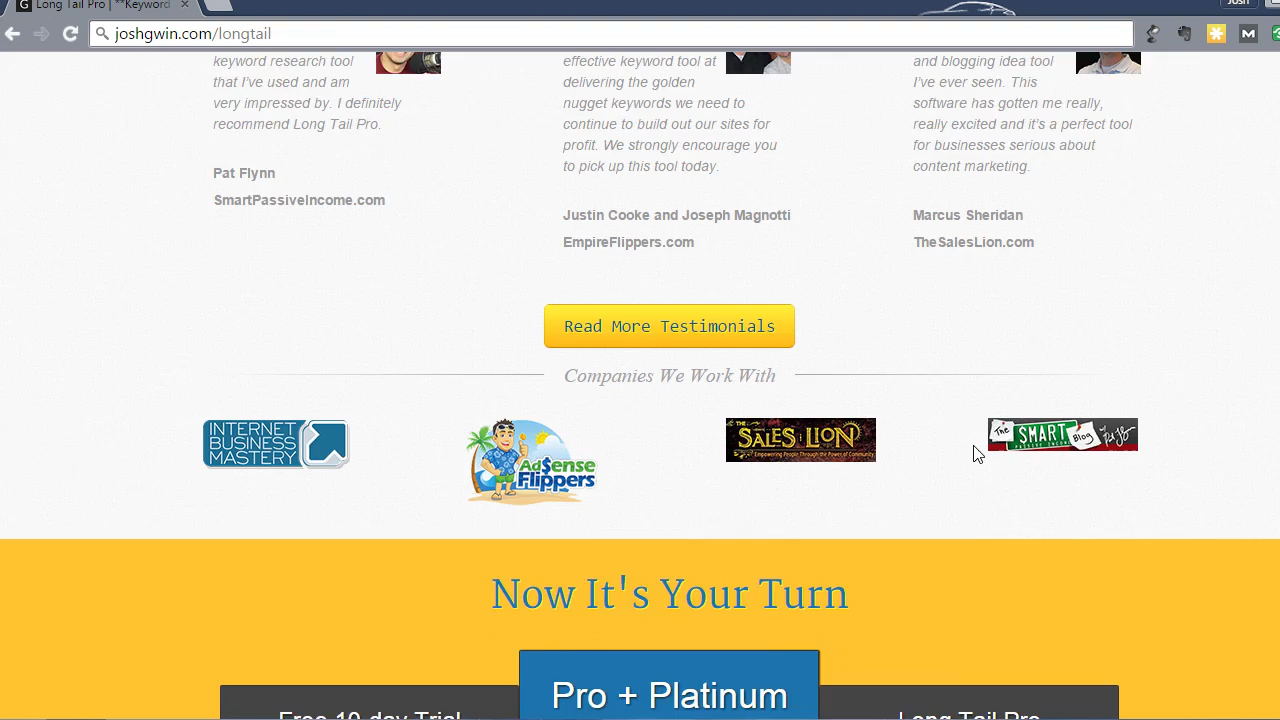 Long Tail Pro | **Keyword
Josh
joshgwin.com/longtail
keyword research tool
that I've used and am
very impressed by. I definitely
recommend Long Tail Pro.
Pat Flynn
SmartPassiveIncome.com
effective keyword tool at
delivering the golden
nugget keywords we need to
continue to build out our sites for
profit. We strongly encourage you
to pick up this tool today.
Justin Cooke and Joseph Magnotti
EmpireFlippers.com
and blogging idea tool
I've ever seen. This
software has gotten me really,
really excited and it's a perfect tool
for businesses serious about
content marketing.
Marcus Sheridan
TheSalesLion.com
Read More Testimonials
Companies We Work With
INTERNET
BUSINESS
MASTERY
Ad$ense
Flippers
THE
SALES LION
Empowering People Through the Power of Community
The SMART Blog
Now It's Your Turn
Pro + Platinum
Free 10-day Trial
Long Tail Pro